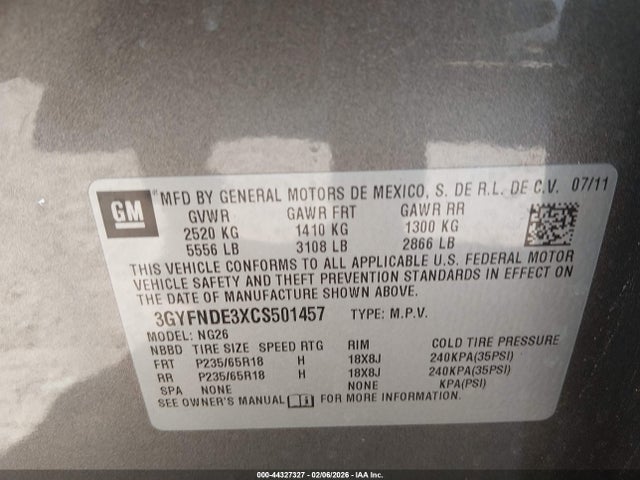 GM
MFD BY GENERAL MOTORS DE MEXICO, S. DE R.L. DE C.V. 07/11
GVWR GAWR FRT GAWR RR
2520 KG 1410 KG 1300 KG
5556 LB 3108 LB 2866 LB
THIS VEHICLE CONFORMS TO ALL APPLICABLE U.S. FEDERAL MOTOR
VEHICLE SAFETY AND THEFT PREVENTION STANDARDS IN EFFECT ON
THE DATE OF MANUFACTURE SHOWN ABOVE.
3GYFNDE3XCS501457 TYPE: M.P.V.
MODEL: NG26
NBBD TIRE SIZE SPEED RTG RIM COLD TIRE PRESSURE
FRT P235/65R18 H 18X8J 240KPA(35PSI)
RR P235/65R18 H 18X8J 240KPA(35PSI)
SPA NONE NONE KPA(PSI)
SEE OWNER'S MANUAL FOR MORE INFORMATION.
000-44327327 - 02/06/2026 - IAA Inc.